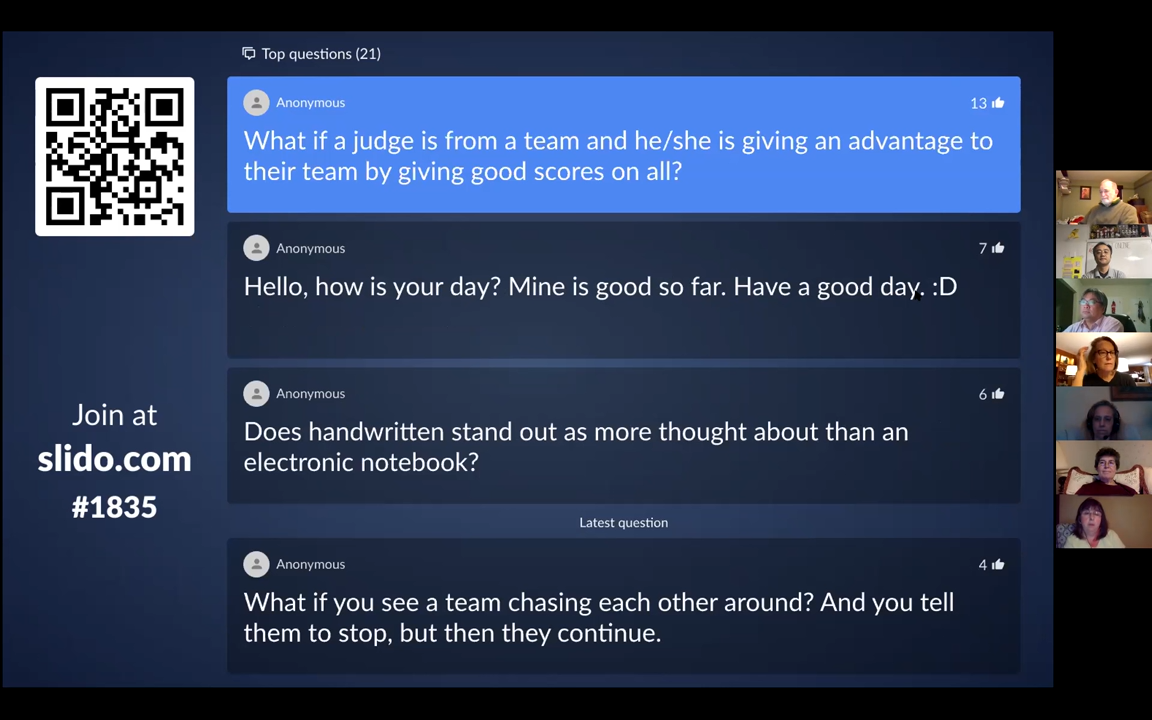 Top questions (21)
Anonymous
13
What if a judge is from a team and he/she is giving an advantage to
their team by giving good scores on all?
Anonymous
7
Hello, how is your day? Mine is good so far. Have a good day. :D
Anonymous
6
Does handwritten stand out as more thought about than an
electronic notebook?
Join at
slido.com
#1835
Latest question
Anonymous
4
What if you see a team chasing each other around? And you tell
them to stop, but then they continue.